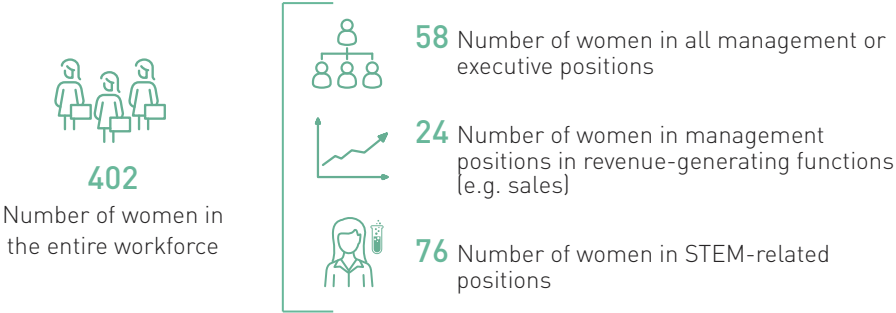 402
Number of women in
the entire workforce
58 Number of women in all management or
executive positions
24 Number of women in management
positions in revenue-generating functions
(e.g. sales)
76 Number of women in STEM-related
positions